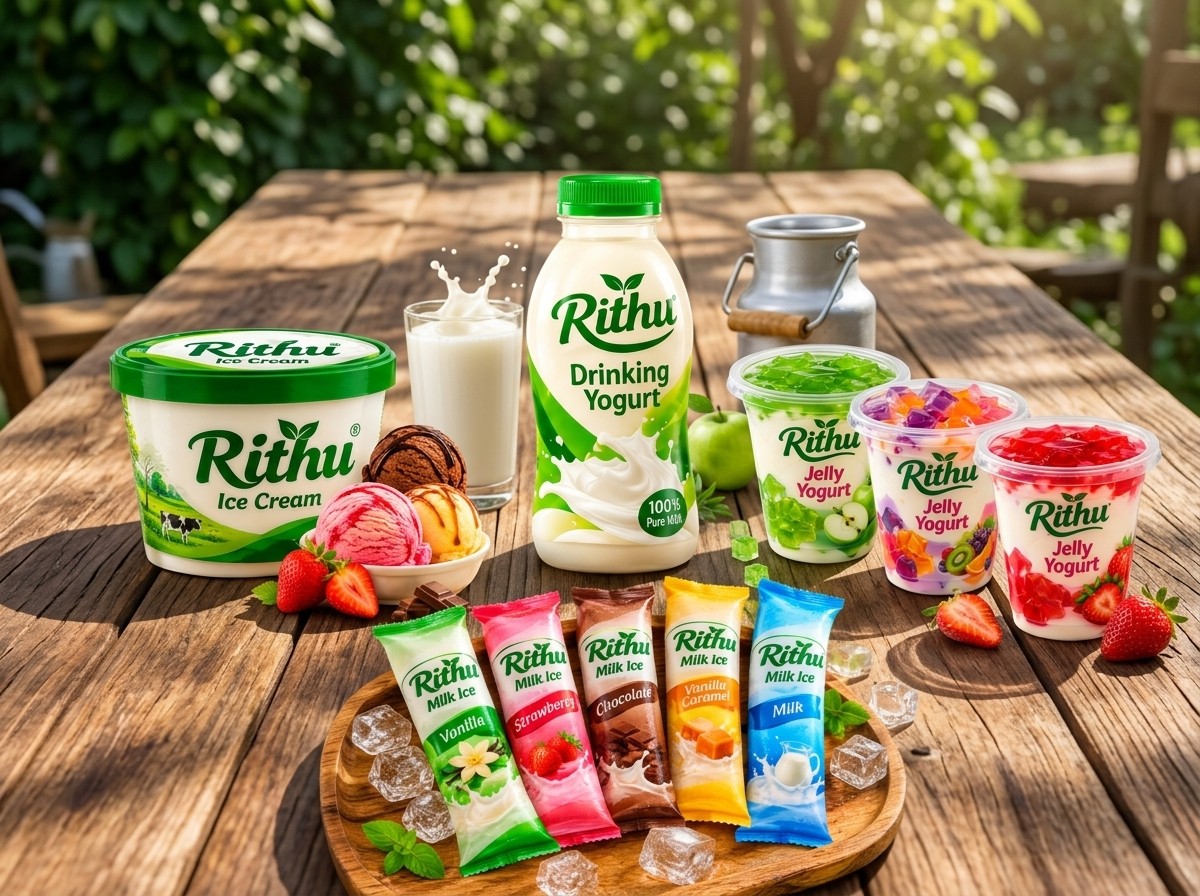 Rithu®
Ice Cream
Rithu®
Ice Cream
Rithu
Drinking
Yogurt
100%
Pure Milk
Rithu
Jelly
Yogurt
Rithu
Jelly
Yogurt
Rithu
Jelly
Yogurt
Rithu
Milk Ice
Vanilla
Rithu
Milk Ice
Strawberry
Rithu
Milk Ice
Chocolate
Rithu
Milk Ice
Vanilla
Caramel
Rithu
Milk Ice
Milk